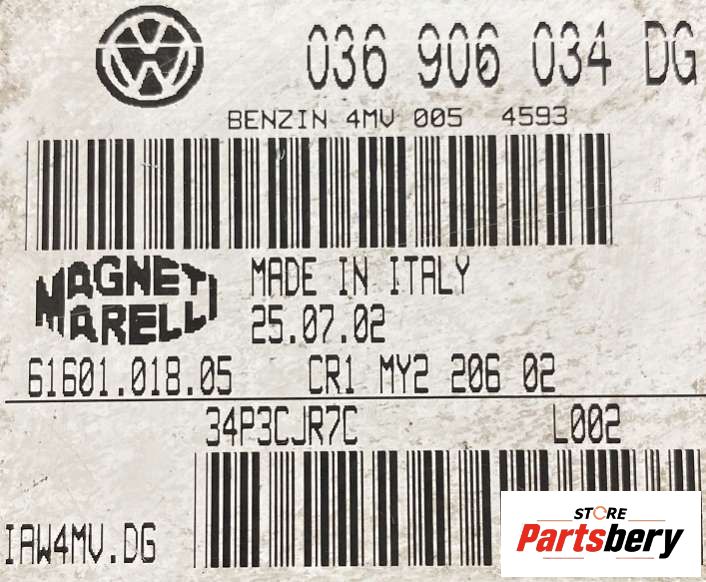 036 906 034 DG
BENZIN 4MV 005 4593
MAGNETI
MARELLI
MADE IN ITALY
25.07.02
61601.018.05 CR1 MY2 206 02
34P3CJR7C L002
IAW4MV.DG
STORE
Partsbery